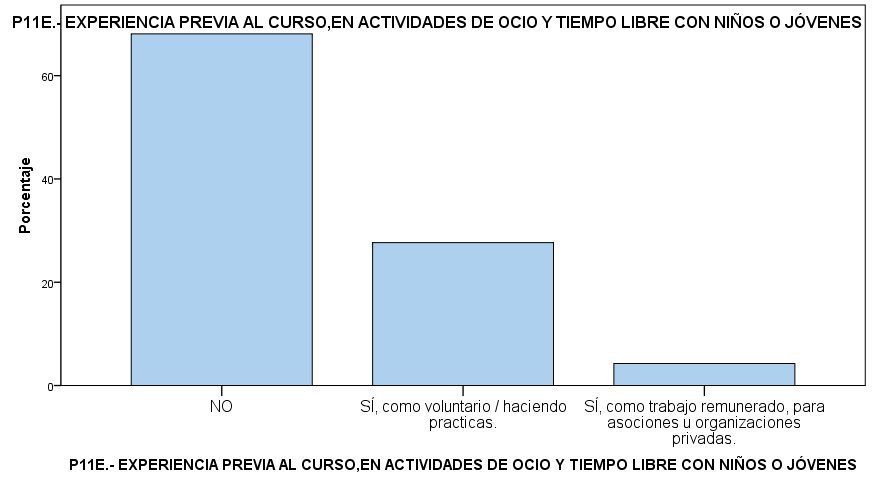 P11E.- EXPERIENCIA PREVIA AL CURSO,EN ACTIVIDADES DE OCIO Y TIEMPO LIBRE CON NIÑOS O JÓVENES
60
40
20
0
Porcentaje
NO
SÍ, como voluntario / haciendo
practicas.
SÍ, como trabajo remunerado, para
asociones u organizaciones
privadas.
P11E.- EXPERIENCIA PREVIA AL CURSO,EN ACTIVIDADES DE OCIO Y TIEMPO LIBRE CON NIÑOS O JÓVENES